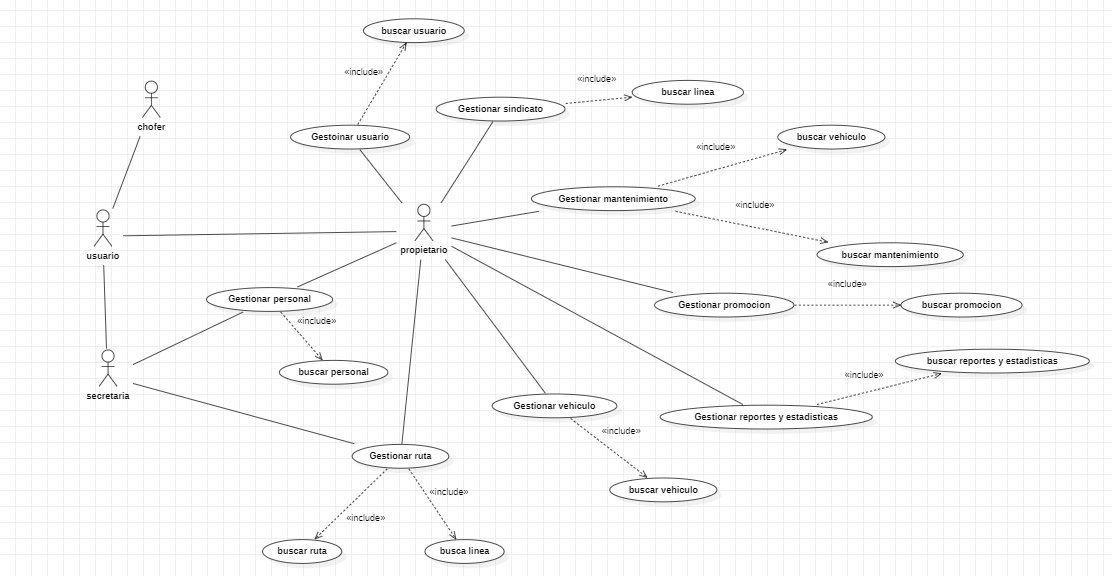 buscar usuario
«include»
«include»
buscar linea
chofer
Gestionar sindicato
Gestoinar usuario
buscar vehiculo
«include»
Gestionar mantenimiento
«include»
usuario
propietario
buscar mantenimiento
«include»
Gestionar personal
Gestionar promocion
buscar promocion
«include»
buscar reportes y estadisticas
buscar personal
«include»
secretaria
Gestionar vehiculo
Gestionar reportes y estadisticas
«include»
Gestionar ruta
«include»
buscar vehiculo
«include»
buscar ruta
busca linea